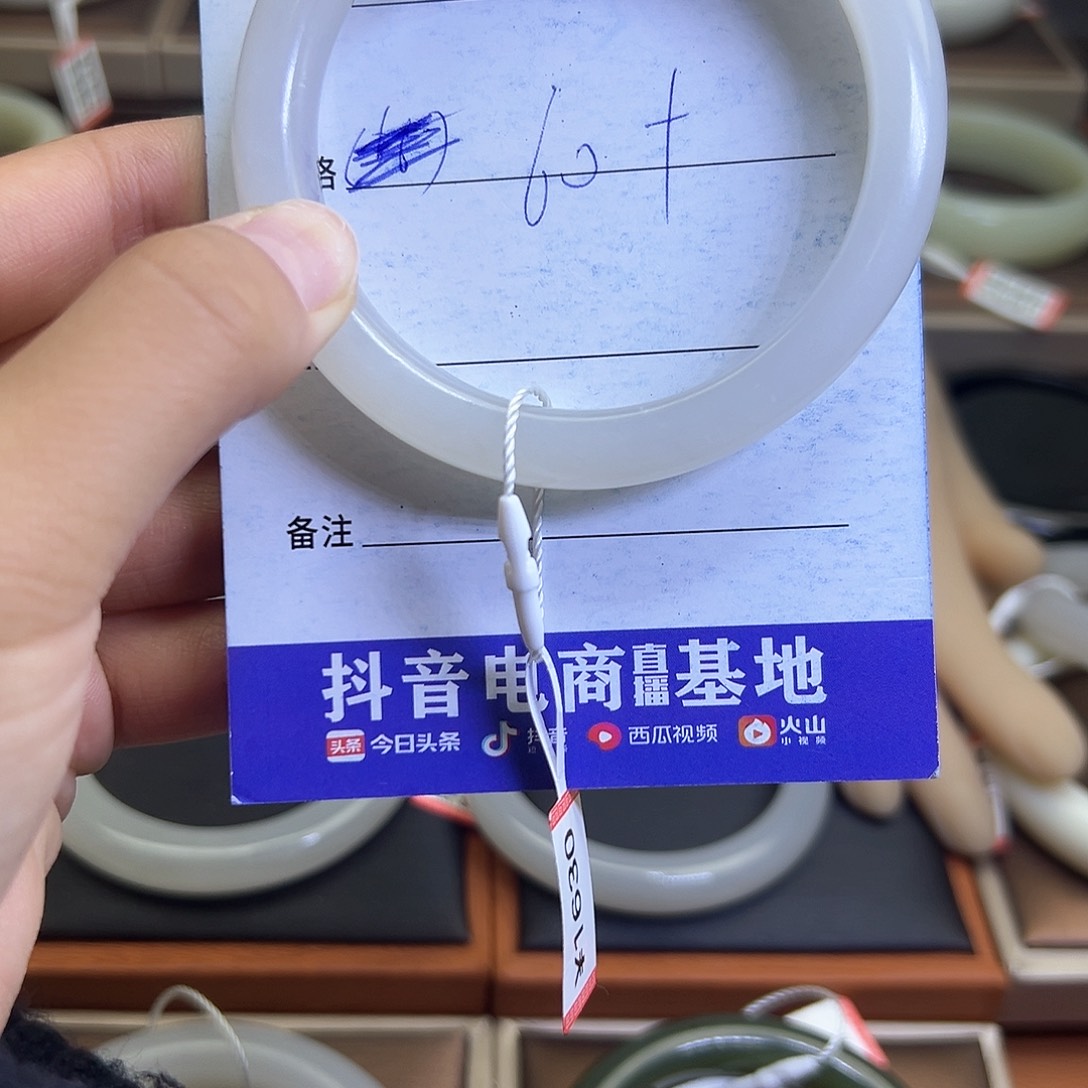 格 60 +
备注
抖音电商直播基地
头条 今日头条 抖音 西瓜视频 火山小视频